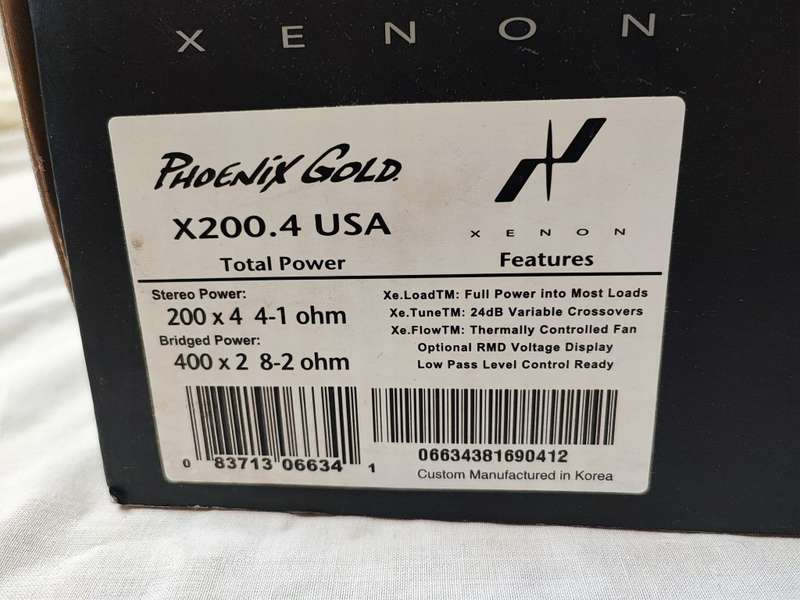 XENON
PHOENIX GOLD.
X200.4 USA
XENON
Total Power
Features
Stereo Power:
200 x 4 4-1 ohm
Bridged Power:
400 x 2 8-2 ohm
Xe.LoadTM: Full Power into Most Loads
Xe.TuneTM: 24dB Variable Crossovers
Xe.FlowTM: Thermally Controlled Fan
Optional RMD Voltage Display
Low Pass Level Control Ready
0 83713 06634 1
06634381690412
Custom Manufactured in Korea